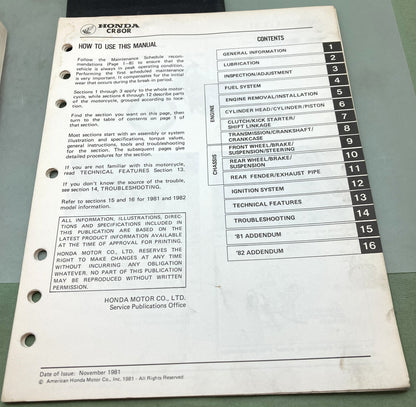 HONDA
CR80R
HOW TO USE THIS MANUAL
Follow the Maintenance Schedule recom-
mendations (Page 1-8) to ensure that the
vehicle is always in peak operating condition.
Performing the first scheduled maintenance
is very important. It compensates for the initial
wear that occurs during the break-in period.
Sections 1 through 3 apply to the whole motor-
cycle, while sections 4 through 12 describe parts
of the motorcycle, grouped according to loca-
tion.
Find the section you want on this page, then
turn to the table of contents on page 1 of
that section.
Most sections start with an assembly or system
illustration and specifications, torque values,
general instructions, tools and troubleshooting
for the section. The subsequent pages give
detailed procedures for the section.
If you are not familiar with this motorcycle,
read TECHNICAL FEATURES Section 13.
If you don't know the source of the trouble,
see section 14, TROUBLESHOOTING.
Refer to sections 15 and 16 for 1981 and 1982
model information.
ALL INFORMATION, ILLUSTRATIONS, DIREC-
TIONS AND SPECIFICATIONS INCLUDED IN
THIS PUBLICATION ARE BASED ON THE
LATEST PRODUCT INFORMATION AVAILABLE
AT THE TIME OF APPROVAL FOR PRINTING.
HONDA MOTOR CO., LTD. RESERVES THE
RIGHT TO MAKE CHANGES AT ANY TIME
WITHOUT INCURRING ANY OBLIGATION
WHATEVER. NO PART OF THIS PUBLICATION
MAY BE REPRODUCED WITHOUT WRITTEN
PERMISSION.
HONDA MOTOR CO., LTD.
Service Publications Office
Date of Issue: November 1981
© American Honda Motor Co., Inc. 1981 - All Rights Reserved
CONTENTS
GENERAL INFORMATION 1
LUBRICATION 2
INSPECTION/ADJUSTMENT 3
FUEL SYSTEM 4
ENGINE
ENGINE REMOVAL/INSTALLATION 5
CYLINDER HEAD/CYLINDER/PISTON 6
CLUTCH/KICK STARTER/
SHIFT LINKAGE 7
TRANSMISSION/CRANKSHAFT/
CRANKCASE 8
CHASSIS
FRONT WHEEL/BRAKE/
SUSPENSION/STEERING 9
REAR WHEEL/BRAKE/
SUSPENSION 10
REAR FENDER/EXHAUST PIPE 11
IGNITION SYSTEM 12
TECHNICAL FEATURES 13
TROUBLESHOOTING 14
'81 ADDENDUM 15
'82 ADDENDUM 16